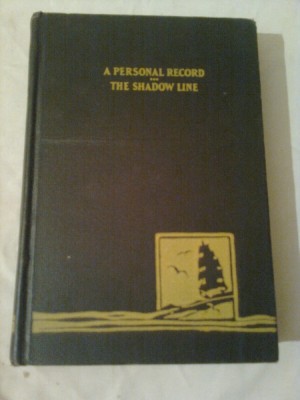 A PERSONAL RECORD
THE SHADOW LINE